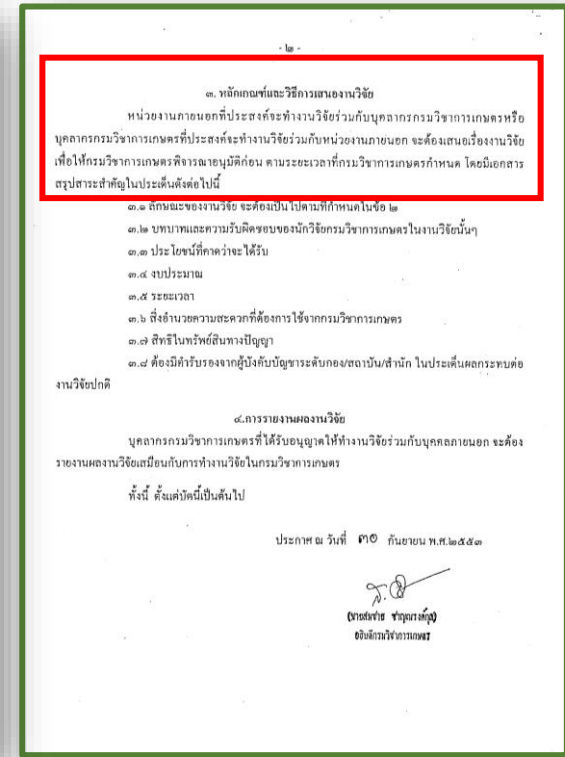 - ๒ -
๓. หลักเกณฑ์และวิธีการเสนองานวิจัย
หน่วยงานภายนอกที่ประสงค์จะทำงานวิจัยร่วมกับบุคลากรกรมวิชาการเกษตรหรือ
บุคลากรกรมวิชาการเกษตรที่ประสงค์จะทำงานวิจัยร่วมกับหน่วยงานภายนอก จะต้องเสนอเรื่องงานวิจัย
เพื่อให้กรมวิชาการเกษตรพิจารณาอนุมัติก่อน ตามระยะเวลาที่กรมวิชาการเกษตรกำหนด โดยมีเอกสาร
สรุปสาระสำคัญในประเด็นดังต่อไปนี้
๓.๑ ลักษณะของงานวิจัย จะต้องเป็นไปตามที่กำหนดในข้อ ๒
๓.๒ บทบาทและความรับผิดชอบของนักวิจัยกรมวิชาการเกษตรในงานวิจัยนั้นๆ
๓.๓ ประโยชน์ที่คาดว่าจะได้รับ
๓.๔ งบประมาณ
๓.๕ ระยะเวลา
๓.๖ สิ่งอำนวยความสะดวกที่ต้องการใช้จากกรมวิชาการเกษตร
๓.๗ สิทธิในทรัพย์สินทางปัญญา
๓.๘ ต้องมีคำรับรองจากผู้บังคับบัญชาระดับกอง/สถาบัน/สำนัก ในประเด็นผลกระทบต่อ
งานวิจัยปกติ
๔.การรายงานผลงานวิจัย
บุคลากรกรมวิชาการเกษตรที่ได้รับอนุญาตให้ทำงานวิจัยร่วมกับบุคคลภายนอก จะต้อง
รายงานผลงานวิจัยเสมือนกับการทำงานวิจัยในกรมวิชาการเกษตร
ทั้งนี้ ตั้งแต่บัดนี้เป็นต้นไป
ประกาศ ณ วันที่ ๓๐ กันยายน พ.ศ.๒๕๕๓
(นายสมชาย ชาญณรงค์กุล)
อธิบดีกรมวิชาการเกษตร